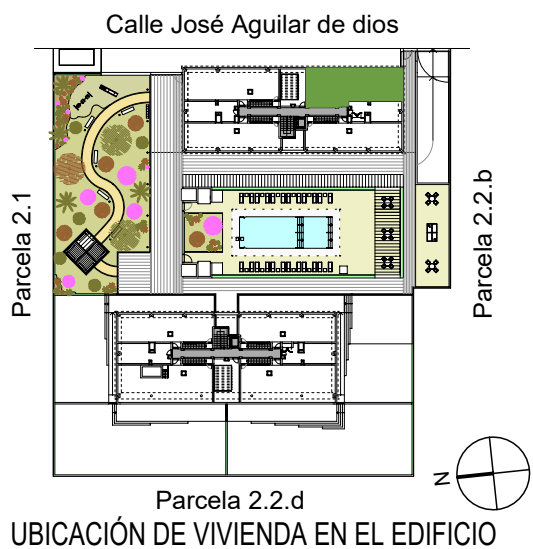 Calle José Aguilar de dios
Parcela 2.1
Parcela 2.2.b
N
Parcela 2.2.d
UBICACIÓN DE VIVIENDA EN EL EDIFICIO